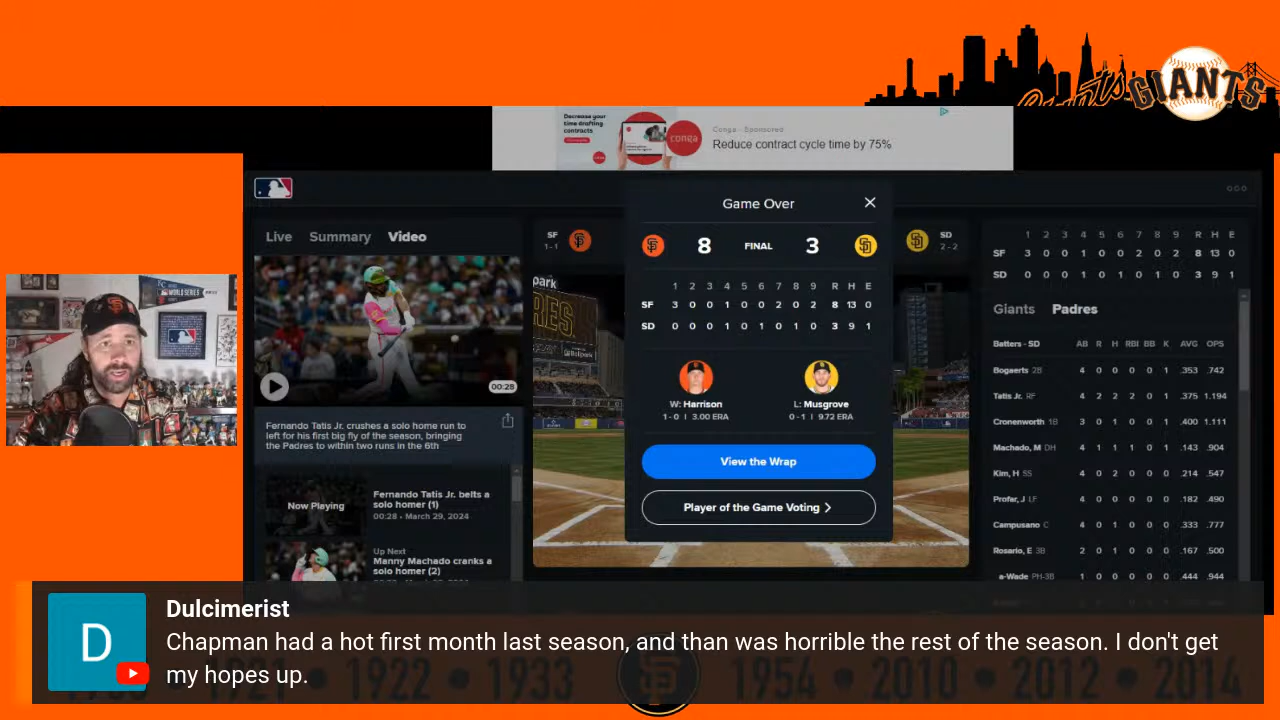 GIANTS
Decrease your
time drafting
contracts
conga
Conga - Sponsored
Reduce contract cycle time by 75%
Live Summary Video
SF
1-1
SD
2-2
Game Over
8 FINAL 3
1 2 3 4 5 6 7 8 9 R H E
SF 3 0 0 1 0 0 2 0 2 8 13 0
SD 0 0 0 1 0 1 0 1 0 3 9 1
W: Harrison
1-0 | 3.00 ERA
L: Musgrove
0-1 | 9.72 ERA
View the Wrap
Player of the Game Voting >
00:28
Fernando Tatis Jr. crushes a solo home run to
left for his first big fly of the season, bringing
the Padres to within two runs in the 6th
Now Playing
Fernando Tatis Jr. belts a
solo homer (1)
00:28 • March 29, 2024
Up Next
Manny Machado cranks a
solo homer (2)
1 2 3 4 5 6 7 8 9 R H E
SF 3 0 0 1 0 0 2 0 2 8 13 0
SD 0 0 0 1 0 1 0 1 0 3 9 1
Giants Padres
Batters - SD AB R H RBI BB K AVG OPS
Bogaerts 2B 4 0 1 0 0 0 .353 .742
Tatis Jr. RF 4 2 2 2 0 1 .375 1.194
Cronenworth 1B 3 0 1 0 1 0 .400 1.111
Machado, M DH 4 1 1 1 0 1 .143 .904
Kim, H SS 4 0 2 0 0 0 .214 .547
Profar, J LF 4 0 0 0 0 1 .182 .490
Campusano C 4 0 1 0 0 0 .333 .777
Rosario, E 3B 2 0 1 0 0 0 .167 .500
a-Wade PH-3B 1 0 0 0 0 1 .444 .944
D
Dulcimerist
Chapman had a hot first month last season, and than was horrible the rest of the season. I don't get
my hopes up.
1922 • 1933
1954 • 2010 • 2012 • 2014